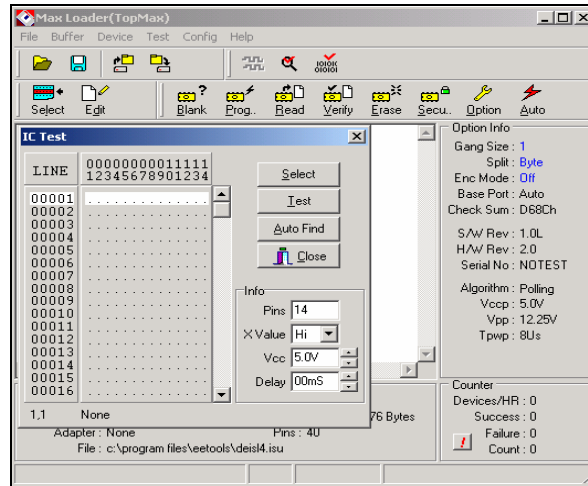 Max Loader(TopMax)
File Buffer Device Test Config Help
Select Edit Blank Prog.. Read Verify Erase Secu.. Option Auto
IC Test
LINE
00000000011111
12345678901234
00001
00002
00003
00004
00005
00006
00007
00008
00009
00010
00011
00012
00013
00014
00015
00016
1,1 None
Select
Test
Auto Find
Close
Info
Pins 14
X Value Hi
Vcc 5.0V
Delay 00mS
Option Info
Gang Size : 1
Split : Byte
Enc Mode : Off
Base Port : Auto
Check Sum : D68Ch
S/W Rev : 1.0L
H/W Rev : 2.0
Serial No : NOTEST
Algorithm : Polling
Vccp : 5.0V
Vpp : 12.25V
Tpwp : 8Us
76 Bytes
Adapter : None Pins : 40
File : c:\program files\eetools\deisl4.isu
Counter
Devices/HR : 0
Success : 0
Failure : 0
Count : 0